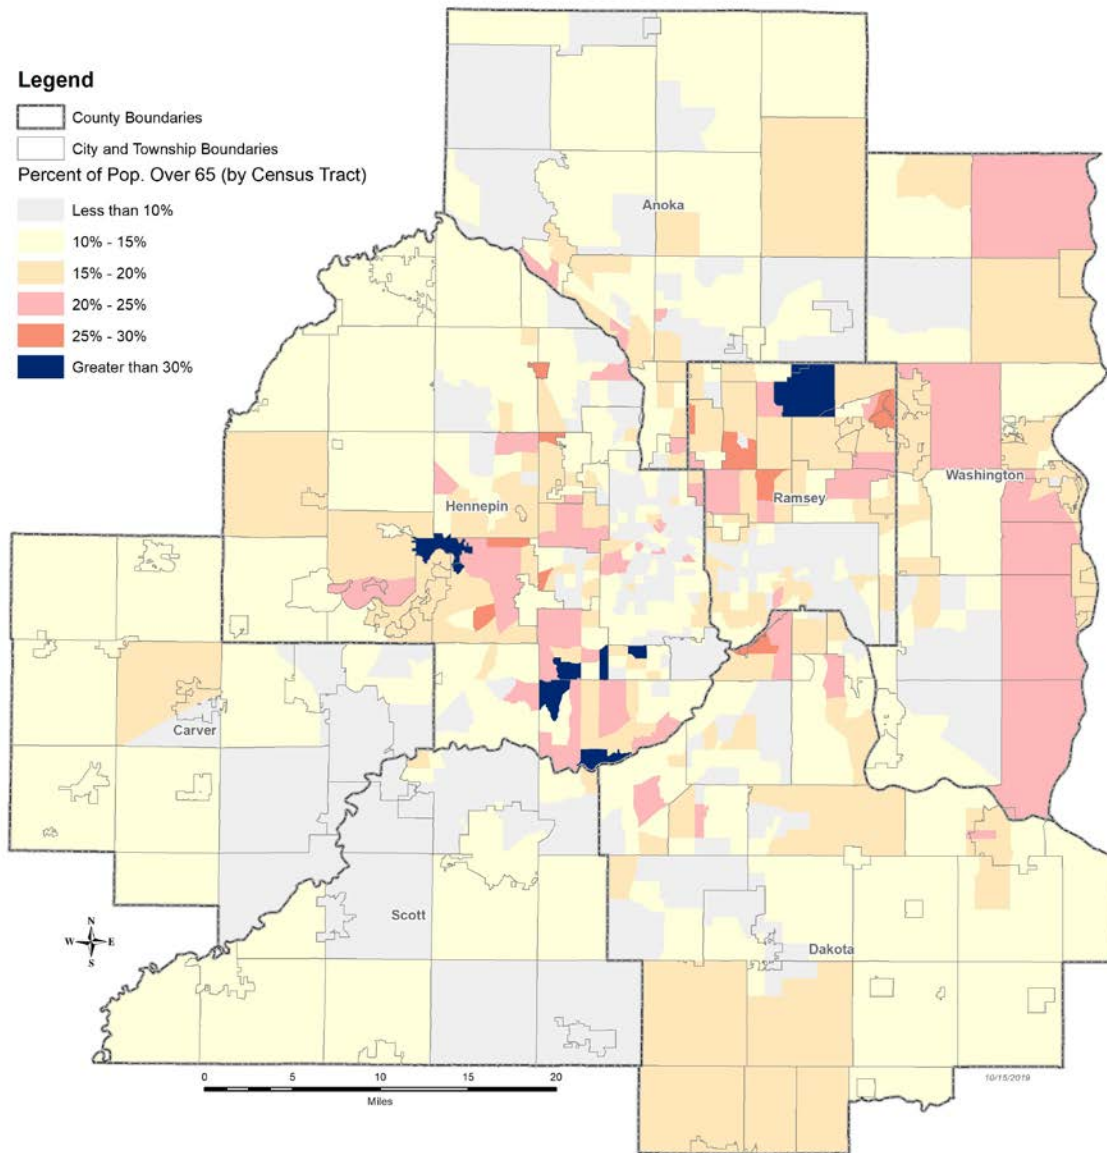 Legend
County Boundaries
City and Township Boundaries
Percent of Pop. Over 65 (by Census Tract)
Less than 10%
10% - 15%
15% - 20%
20% - 25%
25% - 30%
Greater than 30%
Anoka
Washington
Hennepin
Ramsey
Carver
Scott
Dakota
N
W E
S
0 5 10 15 20
Miles
10/15/2019